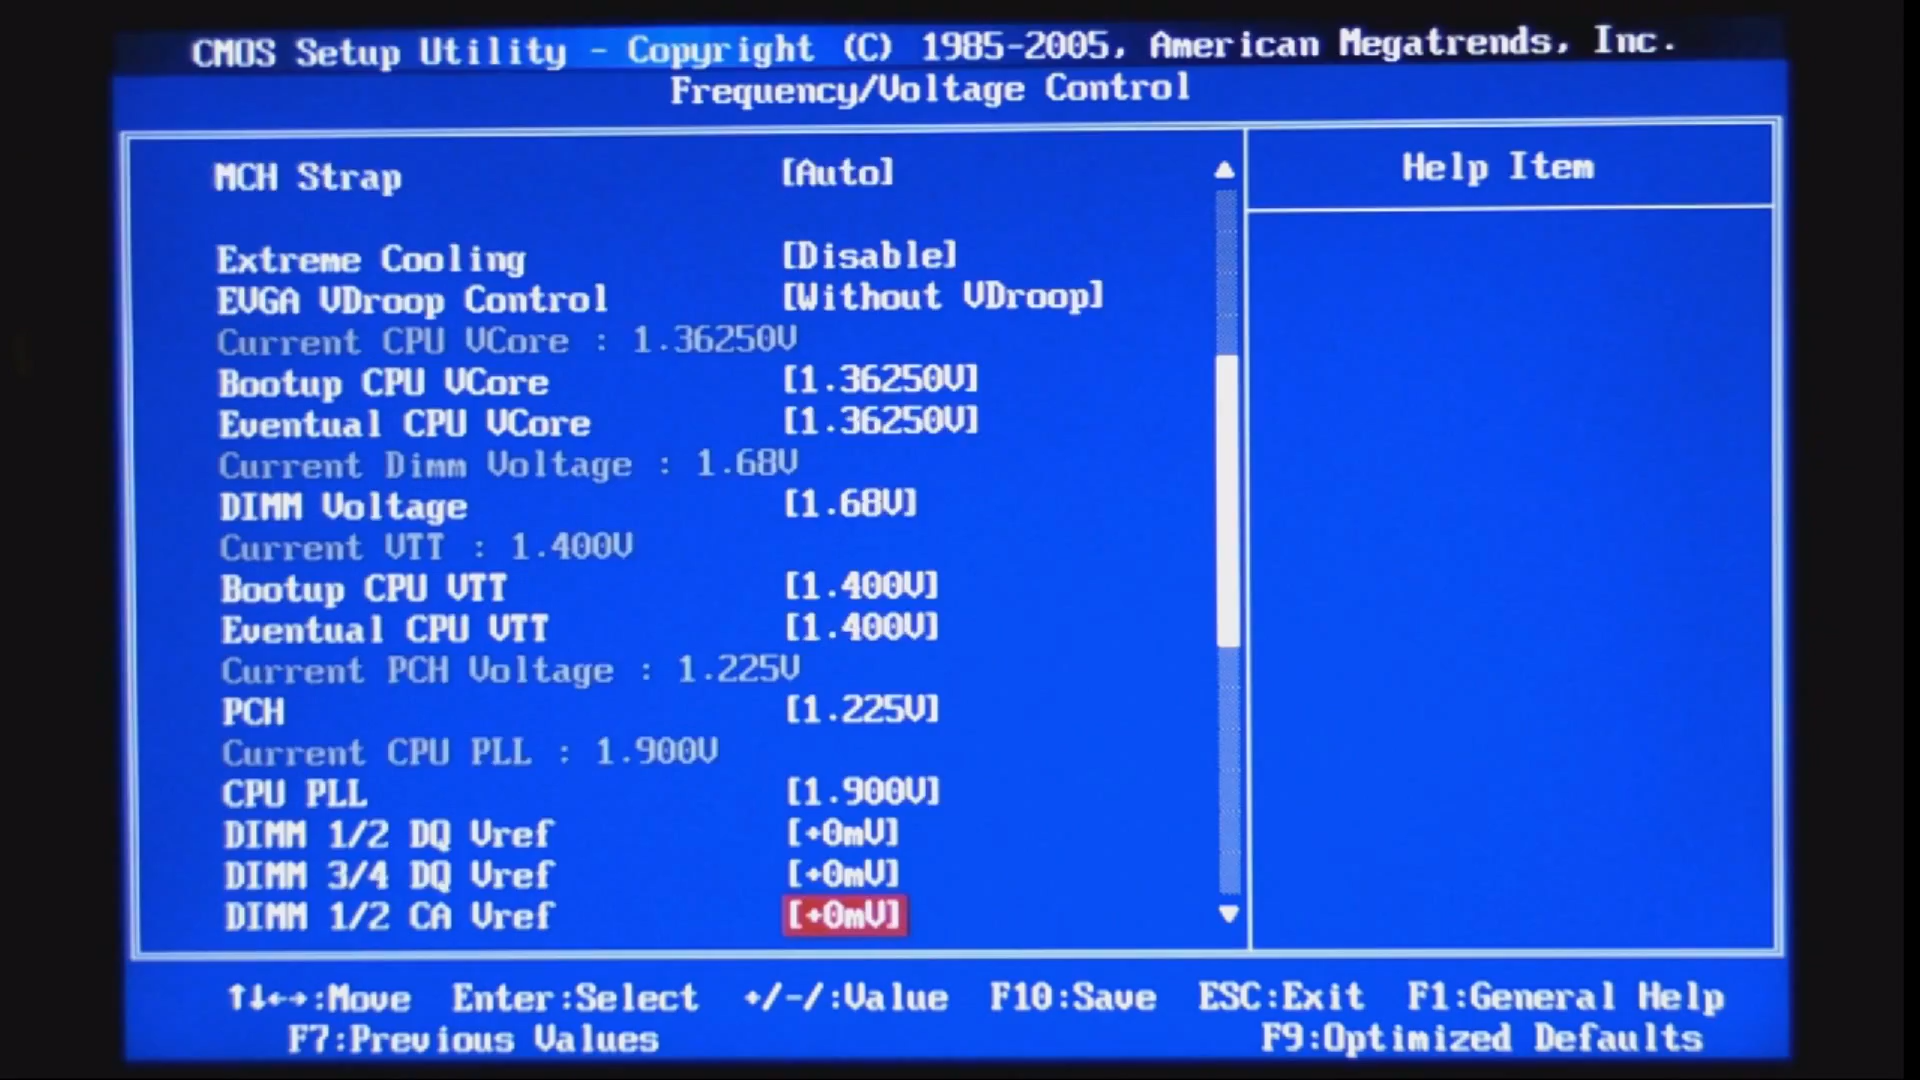 CMOS Setup Utility - Copyright (C) 1985-2005, American Megatrends, Inc.
Frequency/Voltage Control
Help Item
MCH Strap [Auto]
Extreme Cooling [Disable]
EVGA VDroop Control [Without VDroop]
Current CPU VCore : 1.36250V
Bootup CPU VCore [1.36250V]
Eventual CPU VCore [1.36250V]
Current Dimm Voltage : 1.68V
DIMM Voltage [1.68V]
Current VTT : 1.400V
Bootup CPU VTT [1.400V]
Eventual CPU VTT [1.400V]
Current PCH Voltage : 1.225V
PCH [1.225V]
Current CPU PLL : 1.900V
CPU PLL [1.900V]
DIMM 1/2 DQ Vref [+0mV]
DIMM 3/4 DQ Vref [+0mV]
DIMM 1/2 CA Vref [+0mV]
↑↓←→:Move Enter:Select +/-/:Value F10:Save ESC:Exit F1:General Help
F7:Previous Values F9:Optimized Defaults